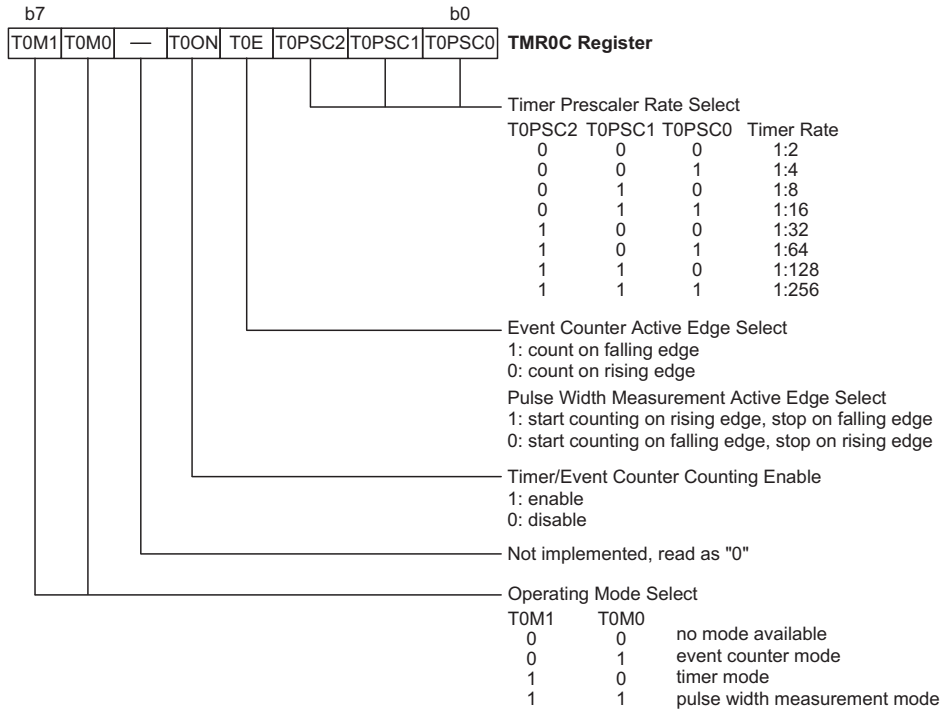 b7 b0
T0M1 T0M0 — T0ON T0E T0PSC2 T0PSC1 T0PSC0 TMR0C Register
Timer Prescaler Rate Select
T0PSC2 T0PSC1 T0PSC0 Timer Rate
0 0 0 1:2
0 0 1 1:4
0 1 0 1:8
0 1 1 1:16
1 0 0 1:32
1 0 1 1:64
1 1 0 1:128
1 1 1 1:256
Event Counter Active Edge Select
1: count on falling edge
0: count on rising edge
Pulse Width Measurement Active Edge Select
1: start counting on rising edge, stop on falling edge
0: start counting on falling edge, stop on rising edge
Timer/Event Counter Counting Enable
1: enable
0: disable
Not implemented, read as "0"
Operating Mode Select
T0M1 T0M0
0 0 no mode available
0 1 event counter mode
1 0 timer mode
1 1 pulse width measurement mode